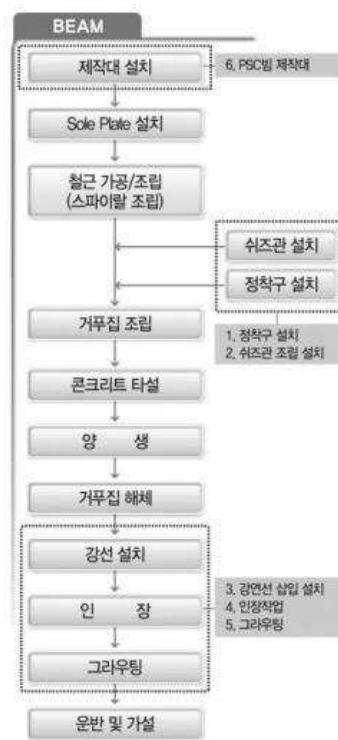 BEAM
제작대 설치
6. PSC빔 제작대
Sole Plate 설치
철근 가공/조립
(스파이랄 조립)
쉬즈관 설치
정착구 설치
1. 정착구 설치
2. 쉬즈관 조립 설치
거푸집 조립
콘크리트 타설
양 생
거푸집 해체
강선 설치
인 장
그라우팅
3. 강연선 삽입 설치
4. 인장작업
5. 그라우팅
운반 및 가설